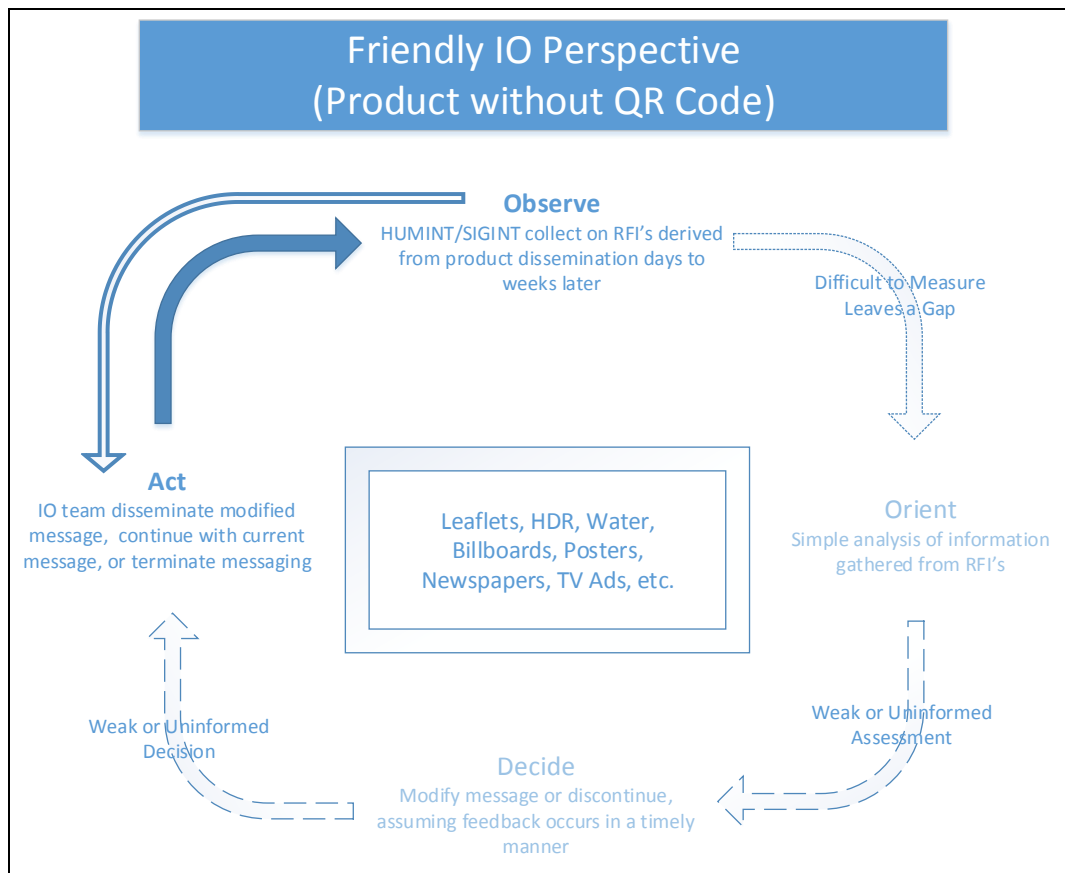 Friendly IO Perspective
(Product without QR Code)
Observe
HUMINT/SIGINT collect on RFI's derived
from product dissemination days to
weeks later
Difficult to Measure
Leaves a Gap
Act
IO team disseminate modified
message, continue with current
message, or terminate messaging
Leaflets, HDR, Water,
Billboards, Posters,
Newspapers, TV Ads, etc.
Orient
Simple analysis of information
gathered from RFI's
Weak or Uninformed
Decision
Weak or Uninformed
Assessment
Decide
Modify message or discontinue,
assuming feedback occurs in a timely
manner